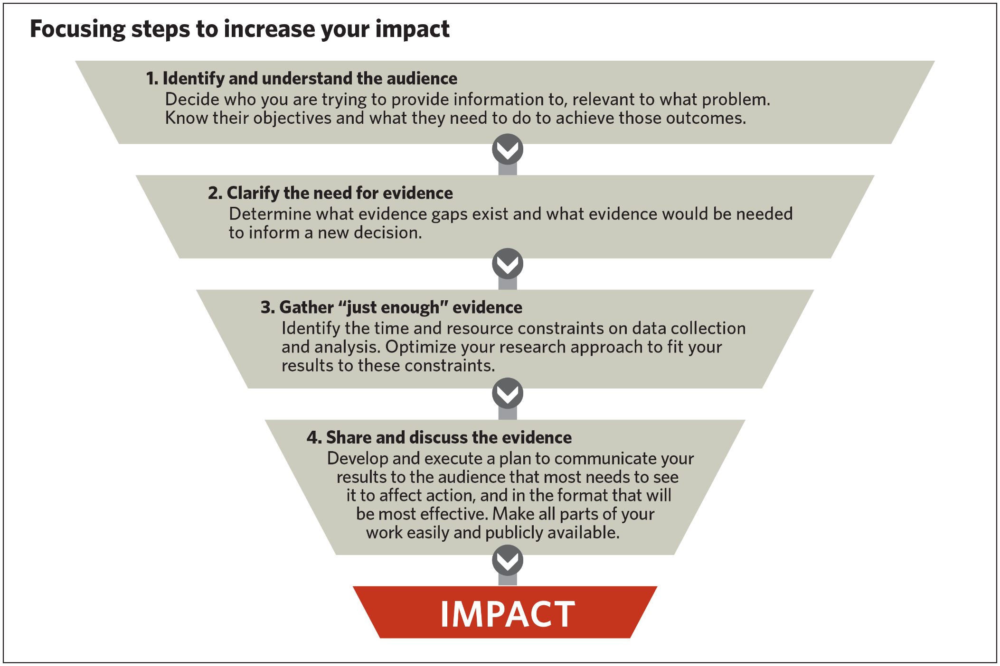 Focusing steps to increase your impact
1. Identify and understand the audience
Decide who you are trying to provide information to, relevant to what problem.
Know their objectives and what they need to do to achieve those outcomes.
2. Clarify the need for evidence
Determine what evidence gaps exist and what evidence would be needed
to inform a new decision.
3. Gather “just enough” evidence
Identify the time and resource constraints on data collection
and analysis. Optimize your research approach to fit your
results to these constraints.
4. Share and discuss the evidence
Develop and execute a plan to communicate your
results to the audience that most needs to see
it to affect action, and in the format that will
be most effective. Make all parts of your
work easily and publicly available.
IMPACT